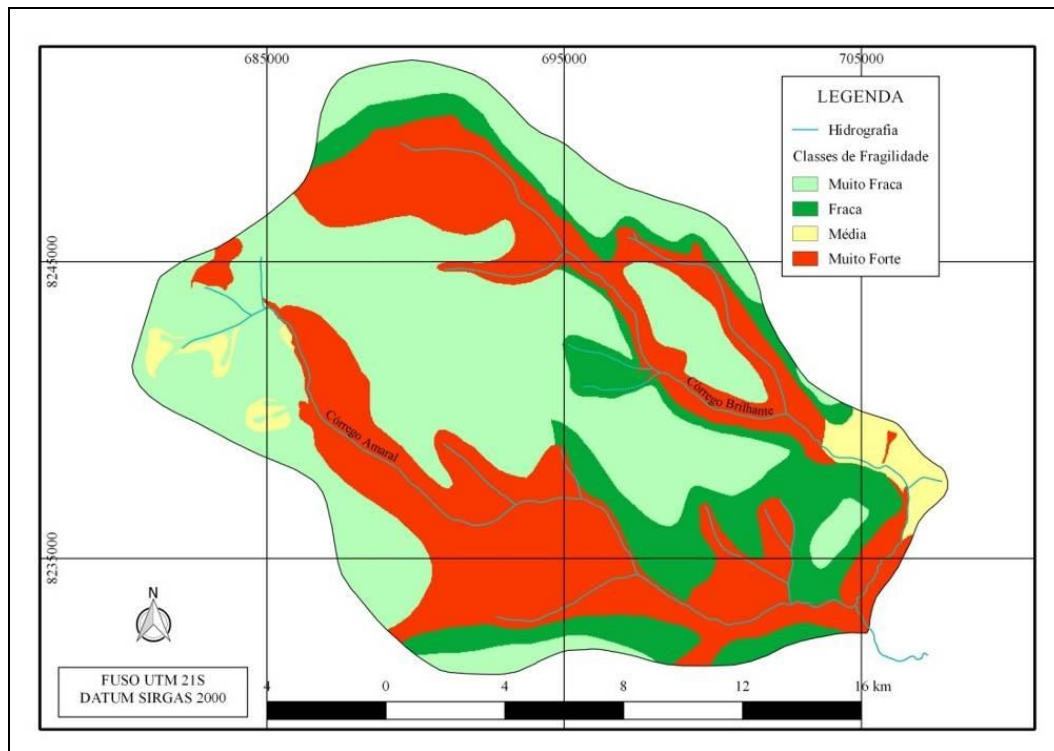 685000
695000
705000
LEGENDA
Hidrografia
Classes de Fragilidade
Muito Fraca
Fraca
Média
Muito Forte
8245000
Córrego Brilhante
Córrego Amaral
8235000
N
FUSO UTM 21S
DATUM SIRGAS 2000
4 0 4 8 12 16 km